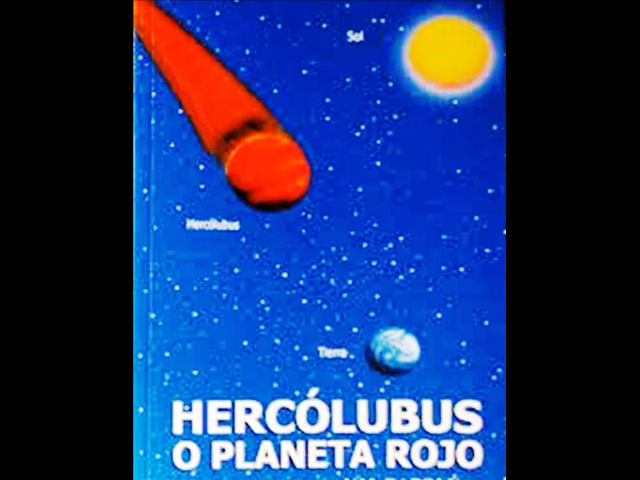 Sol
Hercólubus
Tierra
HERCÓLUBUS
O PLANETA ROJO